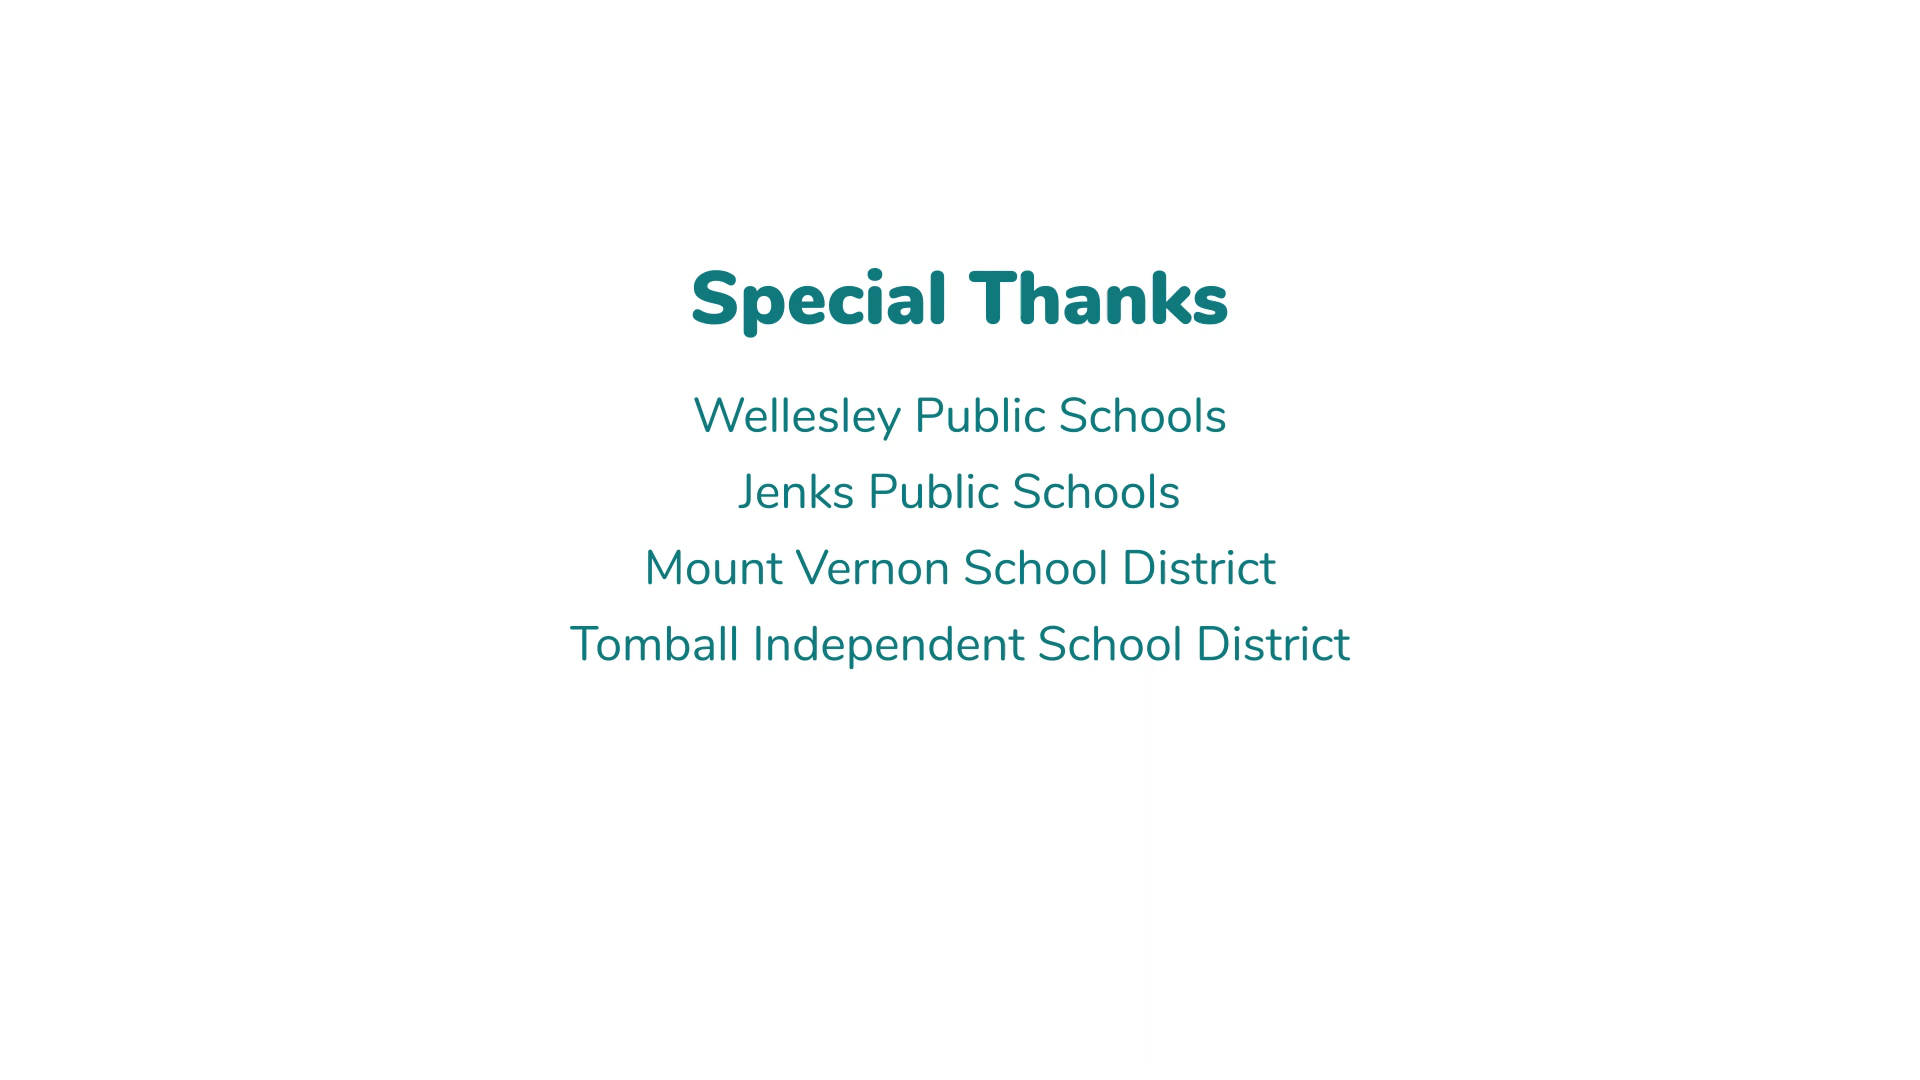 Special Thanks
Wellesley Public Schools
Jenks Public Schools
Mount Vernon School District
Tomball Independent School District